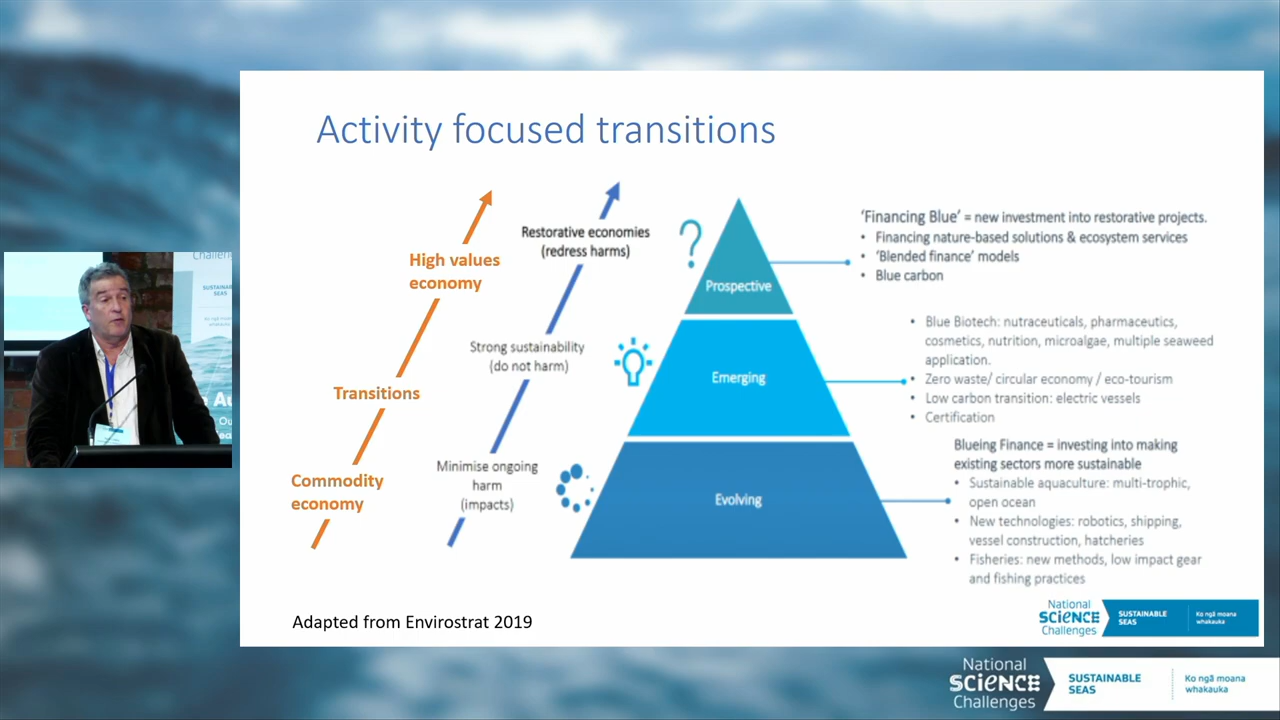 Activity focused transitions
High values
economy
Transitions
Commodity
economy
Restorative economies
(redress harms)
Strong sustainability
(do not harm)
Minimise ongoing
harm
(impacts)
?
Prospective
Emerging
Evolving
‘Financing Blue’ = new investment into restorative projects.
• Financing nature-based solutions & ecosystem services
• ‘Blended finance’ models
• Blue carbon
• Blue Biotech: nutraceuticals, pharmaceutics,
cosmetics, nutrition, microalgae, multiple seaweed
application.
• Zero waste/ circular economy / eco-tourism
• Low carbon transition: electric vessels
• Certification
Blueing Finance = investing into making
existing sectors more sustainable
• Sustainable aquaculture: multi-trophic,
open ocean
• New technologies: robotics, shipping,
vessel construction, hatcheries
• Fisheries: new methods, low impact gear
and fishing practices
Adapted from Envirostrat 2019
National
SCIENCE
Challenges
SUSTAINABLE
SEAS
Ko ngā moana
whakauka
National
SCIENCE
Challenges
SUSTAINABLE
SEAS
Ko ngā moana
whakauka